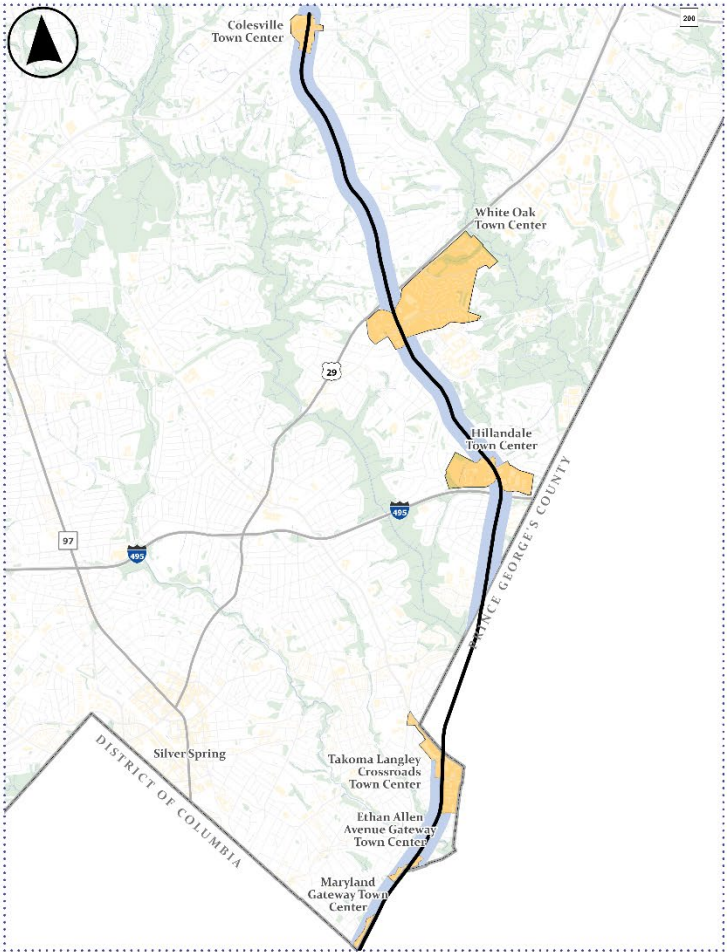 Colesville
Town Center
200
White Oak
Town Center
29
Hillandale
Town Center
PRINCE GEORGE'S COUNTY
495
97
495
DISTRICT OF COLUMBIA
Silver Spring
Takoma Langley
Crossroads
Town Center
Ethan Allen
Avenue Gateway
Town Center
Maryland
Gateway Town
Center